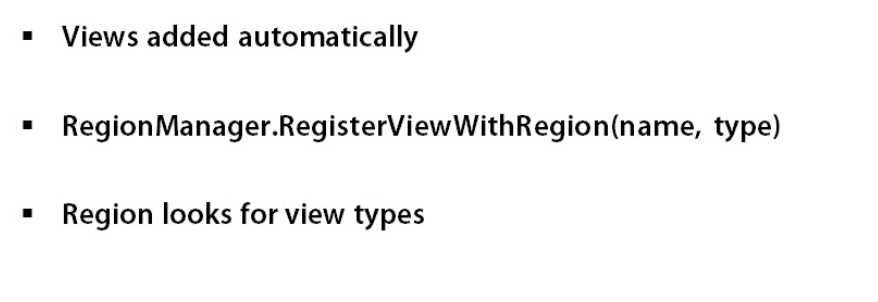 ▪ Views added automatically
▪ RegionManager.RegisterViewWithRegion(name, type)
▪ Region looks for view types